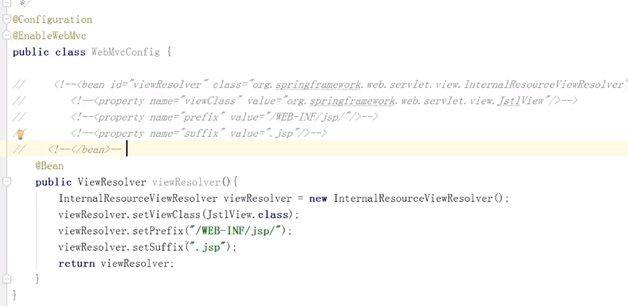 */
@Configuration
@EnableWebMvc
public class WebMvcConfig {
//    <!--<bean id="viewResolver" class="org.springframework.web.servlet.view.InternalResourceViewResolver"
//      <!--<property name="viewClass" value="org.springframework.web.servlet.view.JstlView"/>-->
//      <!--<property name="prefix" value="/WEB-INF/jsp/"/>-->
//      <!--<property name="suffix" value=".jsp"/>-->
//   <!--</bean>--
@Bean
public ViewResolver viewResolver(){
InternalResourceViewResolver viewResolver = new InternalResourceViewResolver();
viewResolver.setViewClass(JstlView.class);
viewResolver.setPrefix("/WEB-INF/jsp/");
viewResolver.setSuffix(".jsp");
return viewResolver;
}
}